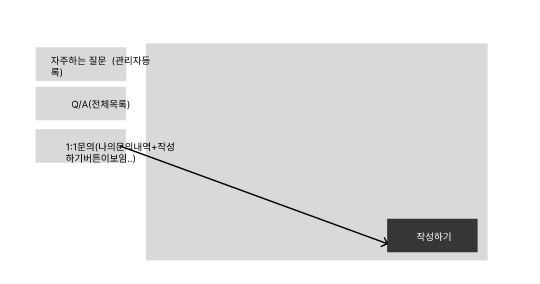 자주하는 질문  (관리자등
록)
Q/A(전체목록)
1:1문의(나의문의내역+작성
하기버튼이보임..)
작성하기